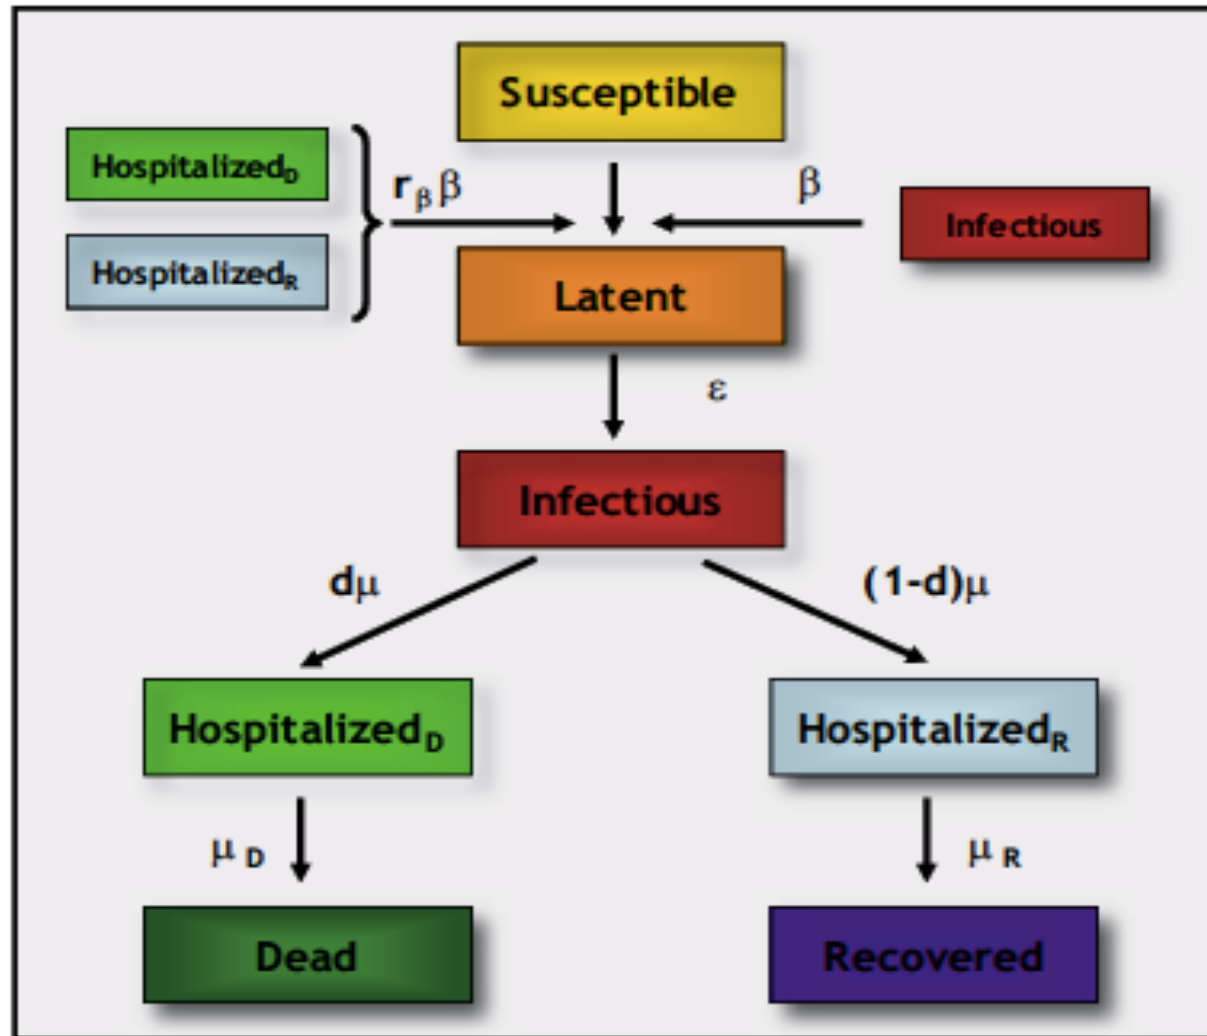 Susceptible
Hospitalized_D
r_β β
β
Infectious
Hospitalized_R
Latent
ε
Infectious
dμ
(1-d)μ
Hospitalized_D
Hospitalized_R
μ_D
μ_R
Dead
Recovered